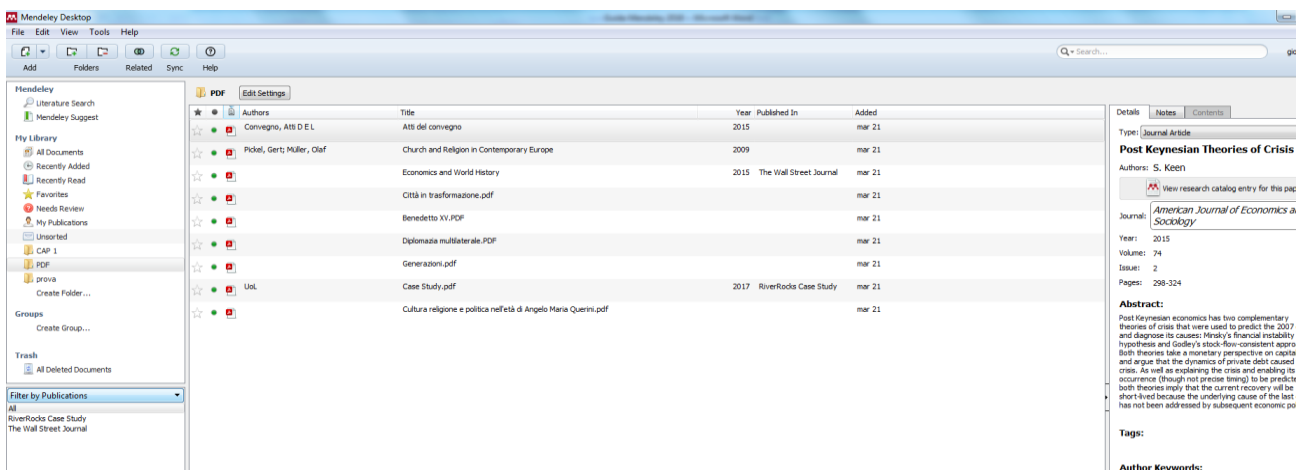 Mendeley Desktop
File Edit View Tools Help
Add Folders Related Sync Help
Search...
Mendeley
Literature Search
Mendeley Suggest
My Library
All Documents
Recently Added
Recently Read
Favorites
Needs Review
My Publications
Unsorted
CAP 1
PDF
prova
Create Folder...
Groups
Create Group...
Trash
All Deleted Documents
Filter by Publications
All
RiverRocks Case Study
The Wall Street Journal
PDF Edit Settings
Authors Title Year Published In Added
Convegno, Atti D E L Atti del convegno 2015 mar 21
Pickel, Gert; Müller, Olaf Church and Religion in Contemporary Europe 2009 mar 21
Economics and World History 2015 The Wall Street Journal mar 21
Città in trasformazione.pdf mar 21
Benedetto XV.PDF mar 21
Diplomazia multilaterale.PDF mar 21
Generazioni.pdf mar 21
UoL Case Study.pdf 2017 RiverRocks Case Study mar 21
Cultura religione e politica nell'età di Angelo Maria Querini.pdf mar 21
Details Notes Contents
Type: Journal Article
Post Keynesian Theories of Crisis
Authors: S. Keen
View research catalog entry for this pap
Journal: American Journal of Economics a
Sociology
Year: 2015
Volume: 74
Issue: 2
Pages: 298-324
Abstract:
Post Keynesian economics has two complementary
theories of crisis that were used to predict the 2007
and diagnose its causes: Minsky's financial instability
hypothesis and Godley's stock-flow-consistent appro
Both theories take a monetary perspective on capita
and argue that the dynamics of private debt caused
crisis. As well as explaining the crisis and enabling its
occurrence (though not precise timing) to be predicte
both theories imply that the current recovery will be
short-lived because the underlying cause of the last
has not been addressed by subsequent economic po
Tags:
Author Keywords: